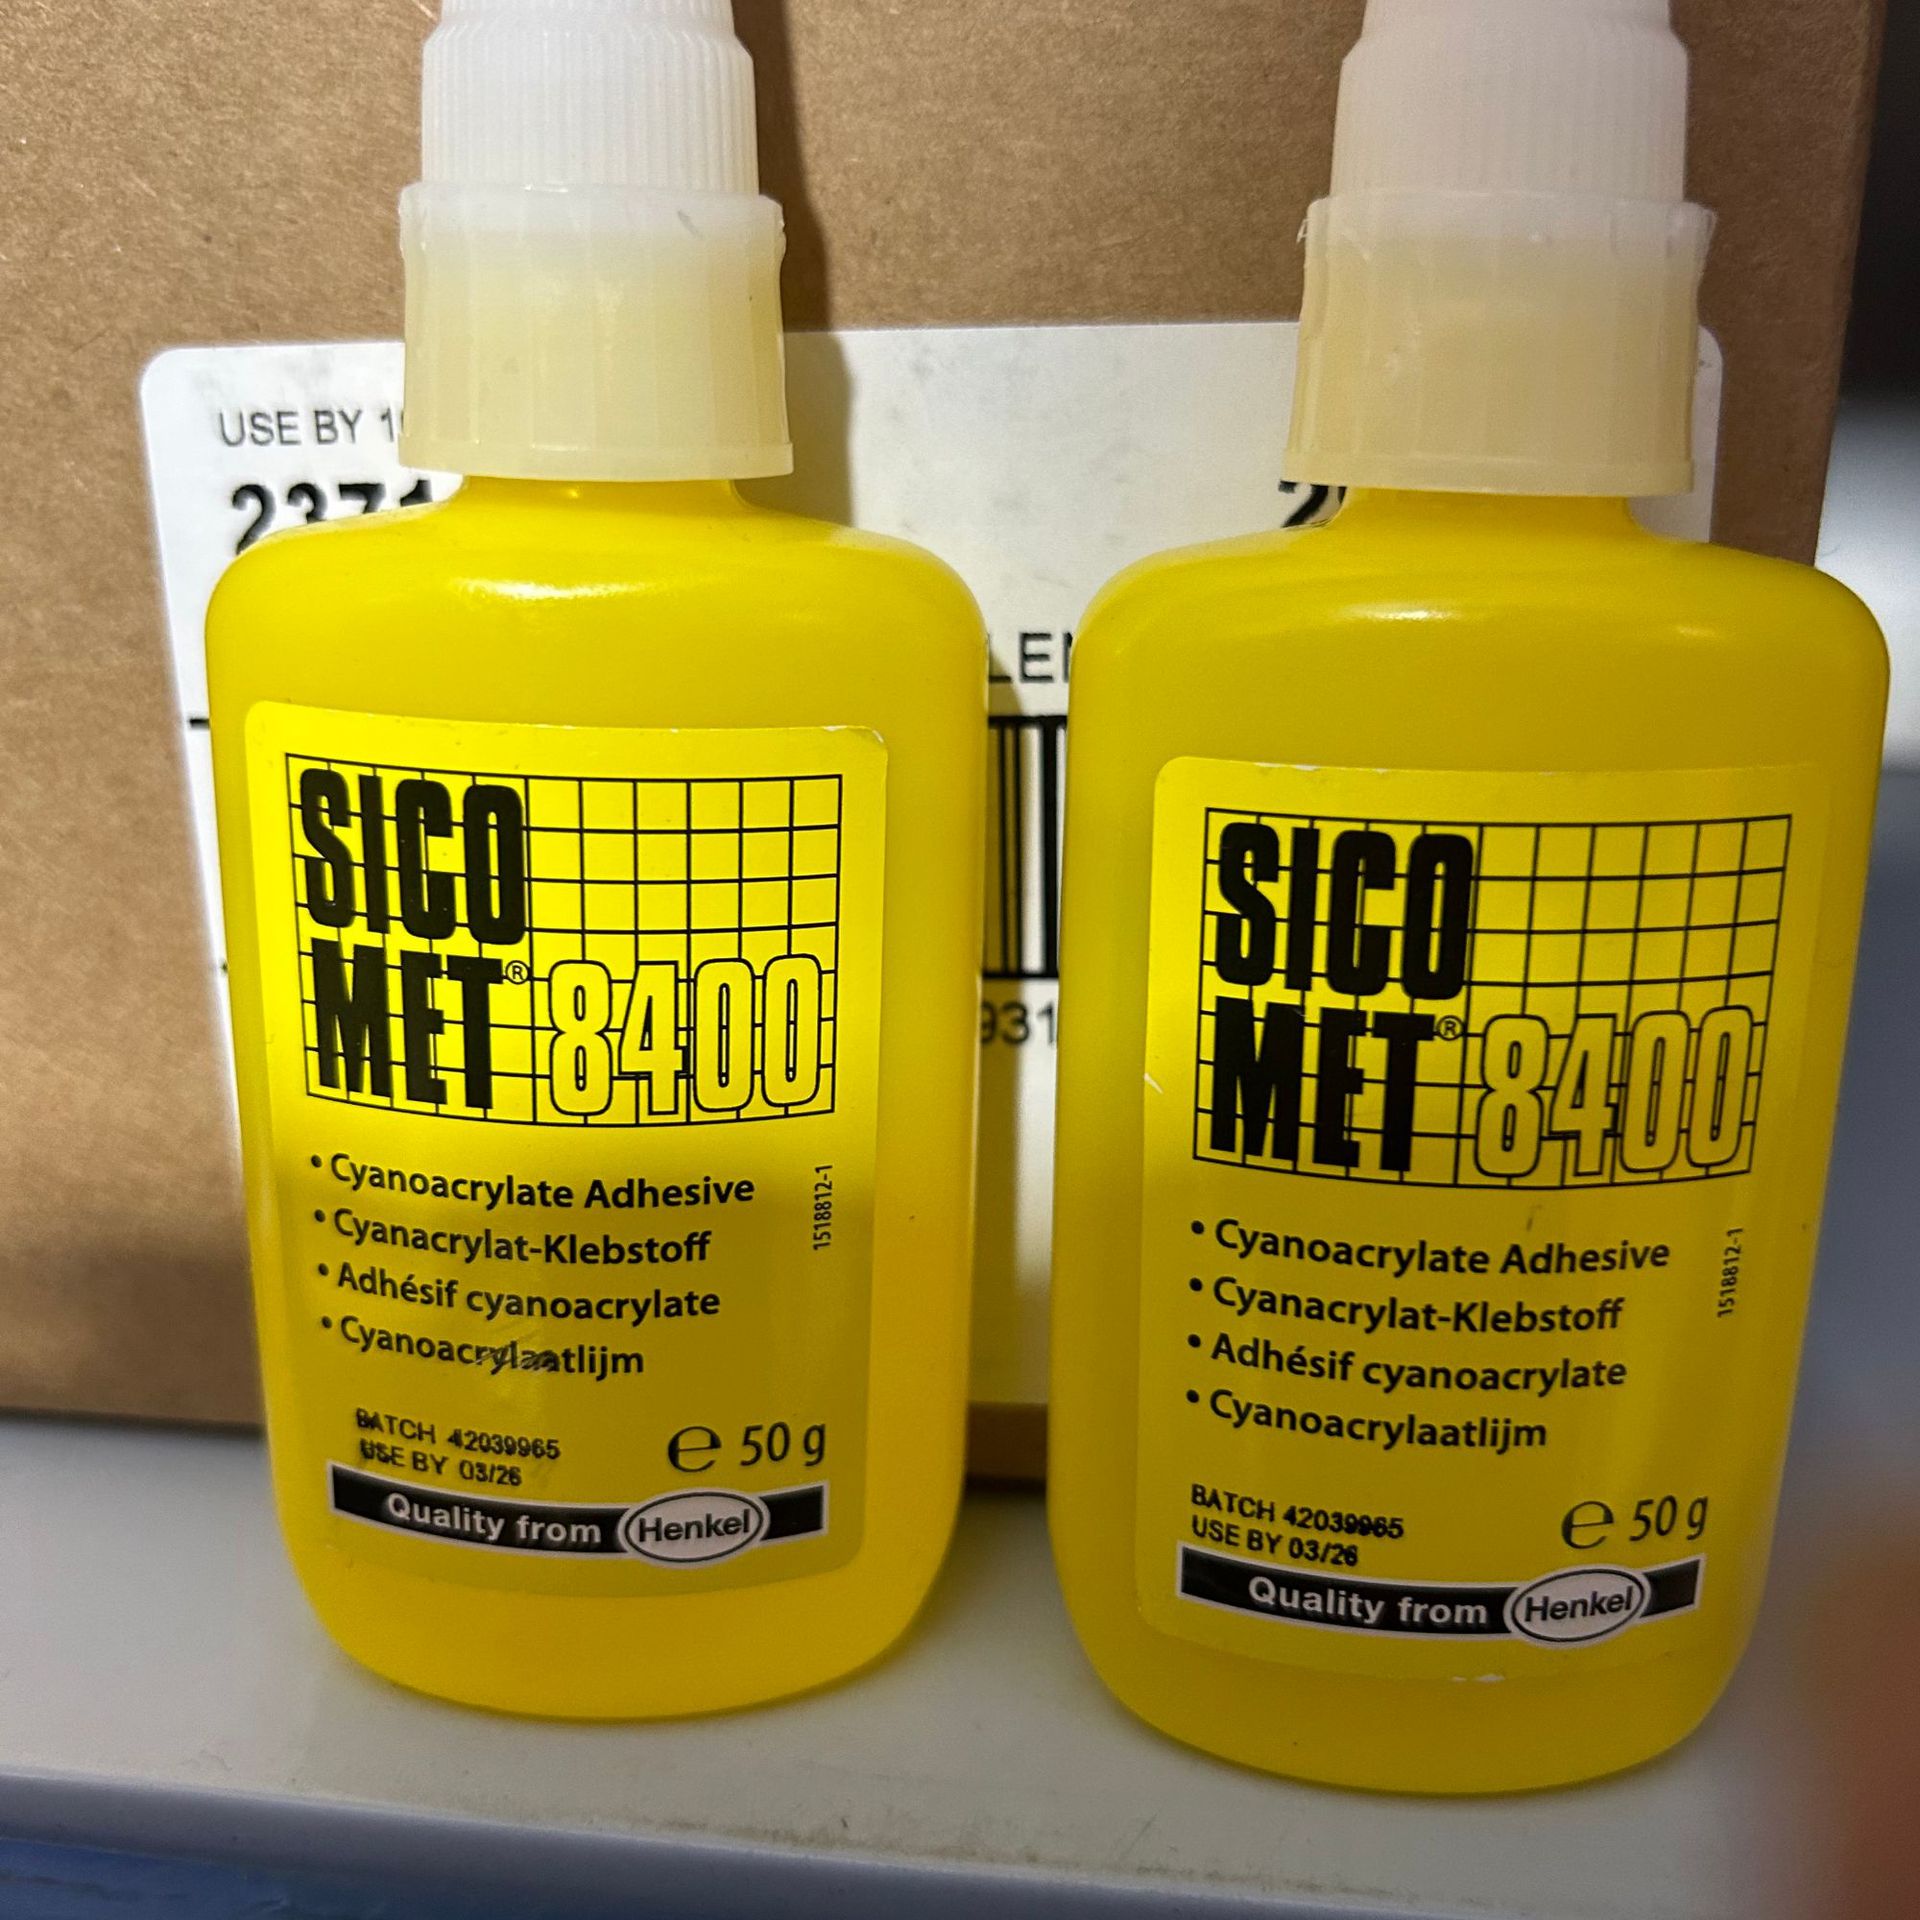 USE BY
2371
SICO
MET® 8400
• Cyanoacrylate Adhesive
• Cyanacrylat-Klebstoff
• Adhésif cyanoacrylate
• Cyanoacrylaatlijm
1518812-1
BATCH 42039965
USE BY 03/26
℮ 50 g
Quality from Henkel
931
SICO
MET® 8400
• Cyanoacrylate Adhesive
• Cyanacrylat-Klebstoff
• Adhésif cyanoacrylate
• Cyanoacrylaatlijm
1518812-1
BATCH 42039965
USE BY 03/26
℮ 50 g
Quality from Henkel